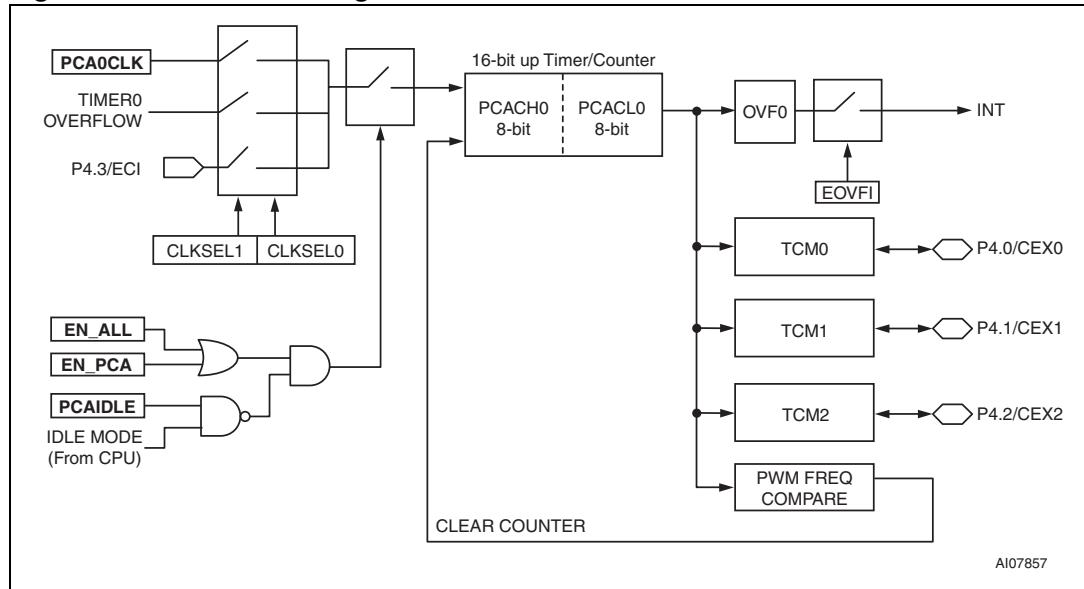 16-bit up Timer/Counter
PCA0CLK
TIMER0
OVERFLOW
P4.3/ECI
CLKSEL1
CLKSEL0
PCACH0
8-bit
PCACL0
8-bit
OVF0
INT
EOVFI
TCM0
P4.0/CEX0
TCM1
P4.1/CEX1
TCM2
P4.2/CEX2
PWM FREQ
COMPARE
CLEAR COUNTER
EN_ALL
EN_PCA
PCAIDLE
IDLE MODE
(From CPU)
AI07857